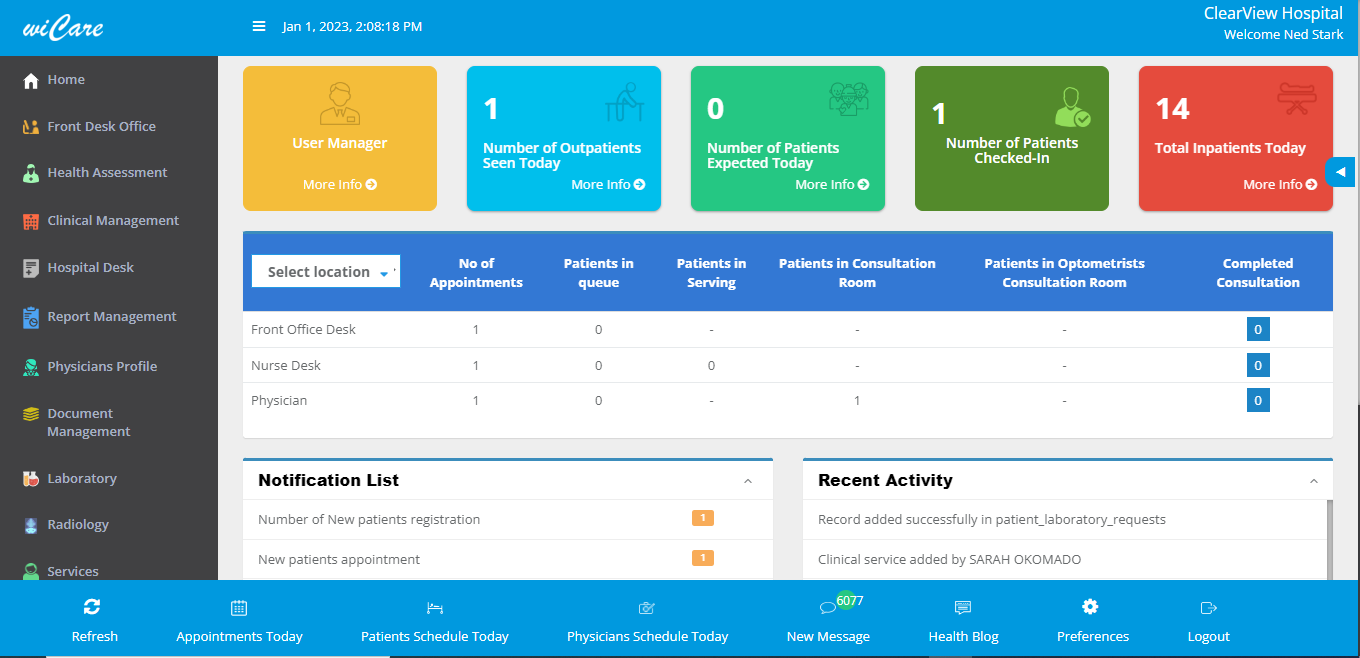 wiCare
Jan 1, 2023, 2:08:18 PM
ClearView Hospital
Welcome Ned Stark
Home
Front Desk Office
Health Assessment
Clinical Management
Hospital Desk
Report Management
Physicians Profile
Document
Management
Laboratory
Radiology
Services
User Manager
More Info
1
Number of Outpatients
Seen Today
More Info
0
Number of Patients
Expected Today
More Info
1
Number of Patients
Checked-In
14
Total Inpatients Today
More Info
Select location
No of
Appointments
Patients in
queue
Patients in
Serving
Patients in Consultation
Room
Patients in Optometrists
Consultation Room
Completed
Consultation
Front Office Desk 1 0 - - - 0
Nurse Desk 1 0 0 - - 0
Physician 1 0 - 1 - 0
Notification List
Number of New patients registration 1
New patients appointment 1
Recent Activity
Record added successfully in patient_laboratory_requests
Clinical service added by SARAH OKOMADO
Refresh
Appointments Today
Patients Schedule Today
Physicians Schedule Today
6077
New Message
Health Blog
Preferences
Logout